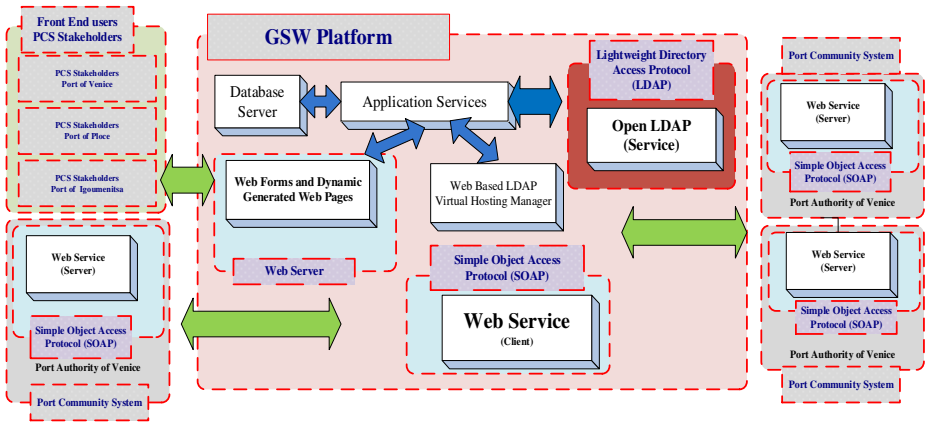 Front End users
PCS Stakeholders
PCS Stakeholders
Port of Venice
PCS Stakeholders
Port of Ploce
PCS Stakeholders
Port of Igoumenitsa
Web Service
(Server)
Simple Object Access
Protocol (SOAP)
Port Authority of Venice
Port Community System
GSW Platform
Database
Server
Application Services
Lightweight Directory
Access Protocol
(LDAP)
Open LDAP
(Service)
Web Forms and Dynamic
Generated Web Pages
Web Server
Web Based LDAP
Virtual Hosting Manager
Simple Object Access
Protocol (SOAP)
Web Service
(Client)
Port Community System
Web Service
(Server)
Simple Object Access
Protocol (SOAP)
Port Authority of Venice
Web Service
(Server)
Simple Object Access
Protocol (SOAP)
Port Authority of Venice
Port Community System